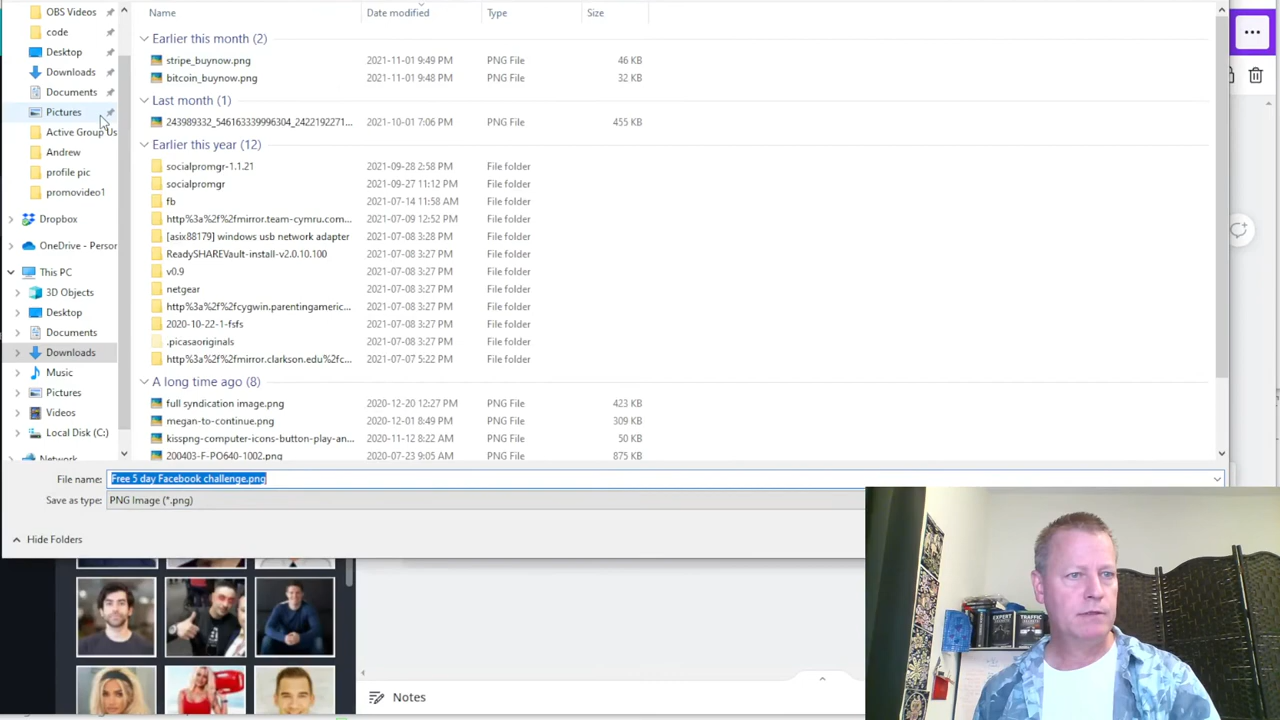 OBS Videos
code
Desktop
Downloads
Documents
Pictures
Active Group Us
Andrew
profile pic
promovideo1
Dropbox
OneDrive - Person
This PC
3D Objects
Desktop
Documents
Downloads
Music
Pictures
Videos
Local Disk (C:)
Network
Name Date modified Type Size
Earlier this month (2)
stripe_buynow.png 2021-11-01 9:49 PM PNG File 46 KB
bitcoin_buynow.png 2021-11-01 9:48 PM PNG File 32 KB
Last month (1)
243989332_546163339996304_2422192271... 2021-10-01 7:06 PM PNG File 455 KB
Earlier this year (12)
socialpromgr-1.1.21 2021-09-28 2:58 PM File folder
socialpromgr 2021-09-27 11:12 PM File folder
fb 2021-07-14 11:58 AM File folder
http%3a%2f%2fmirror.team-cymru.com... 2021-07-09 12:52 PM File folder
[asix88179] windows usb network adapter 2021-07-08 3:28 PM File folder
ReadySHAREVault-install-v2.0.10.100 2021-07-08 3:27 PM File folder
v0.9 2021-07-08 3:27 PM File folder
netgear 2021-07-08 3:27 PM File folder
http%3a%2f%2fcygwin.parentingameric... 2021-07-08 3:27 PM File folder
2020-10-22-1-fsfs 2021-07-08 3:27 PM File folder
.picasaoriginals 2021-07-08 3:27 PM File folder
http%3a%2f%2fmirror.clarkson.edu%2fc... 2021-07-07 5:22 PM File folder
A long time ago (8)
full syndication image.png 2020-12-20 12:27 PM PNG File 423 KB
megan-to-continue.png 2020-12-01 8:49 PM PNG File 309 KB
kisspng-computer-icons-button-play-an... 2020-11-12 8:22 AM PNG File 50 KB
200403-F-PO640-1002.png 2020-07-23 9:05 AM PNG File 875 KB
File name: Free 5 day Facebook challenge.png
Save as type: PNG Image (*.png)
Hide Folders
Notes
EXPERT
TRAFFIC